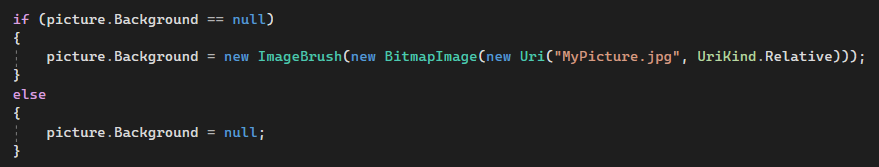 if (picture.Background == null)
{
    picture.Background = new ImageBrush(new BitmapImage(new Uri("MyPicture.jpg", UriKind.Relative)));
}
else
{
    picture.Background = null;
}